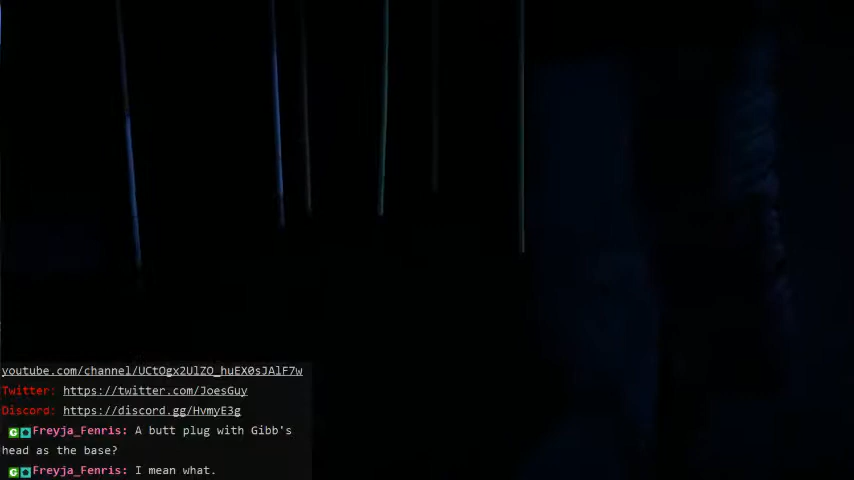 youtube.com/channel/UCtOgx2UlZO_huEX0sJAlF7w
Twitter: https://twitter.com/JoesGuy
Discord: https://discord.gg/HvmyE3g
Freyja_Fenris: A butt plug with Gibb's
head as the base?
Freyja_Fenris: I mean what.